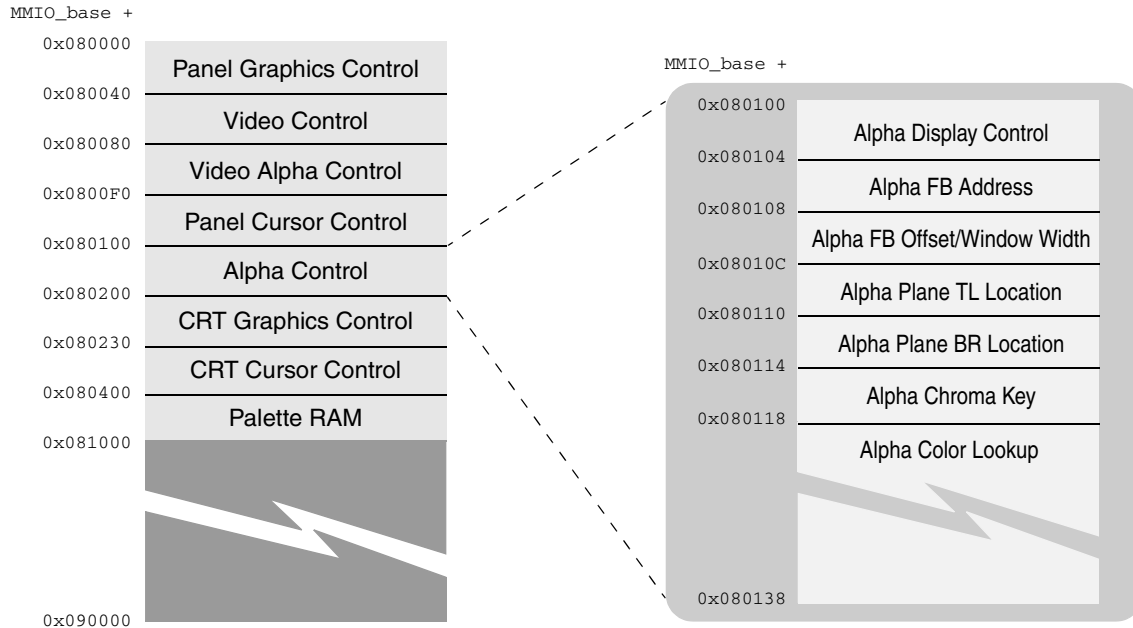 MMIO_base +
0x080000
Panel Graphics Control
0x080040
Video Control
0x080080
Video Alpha Control
0x0800F0
Panel Cursor Control
0x080100
Alpha Control
0x080200
CRT Graphics Control
0x080230
CRT Cursor Control
0x080400
Palette RAM
0x081000
0x090000
MMIO_base +
0x080100
Alpha Display Control
0x080104
Alpha FB Address
0x080108
Alpha FB Offset/Window Width
0x08010C
Alpha Plane TL Location
0x080110
Alpha Plane BR Location
0x080114
Alpha Chroma Key
0x080118
Alpha Color Lookup
0x080138